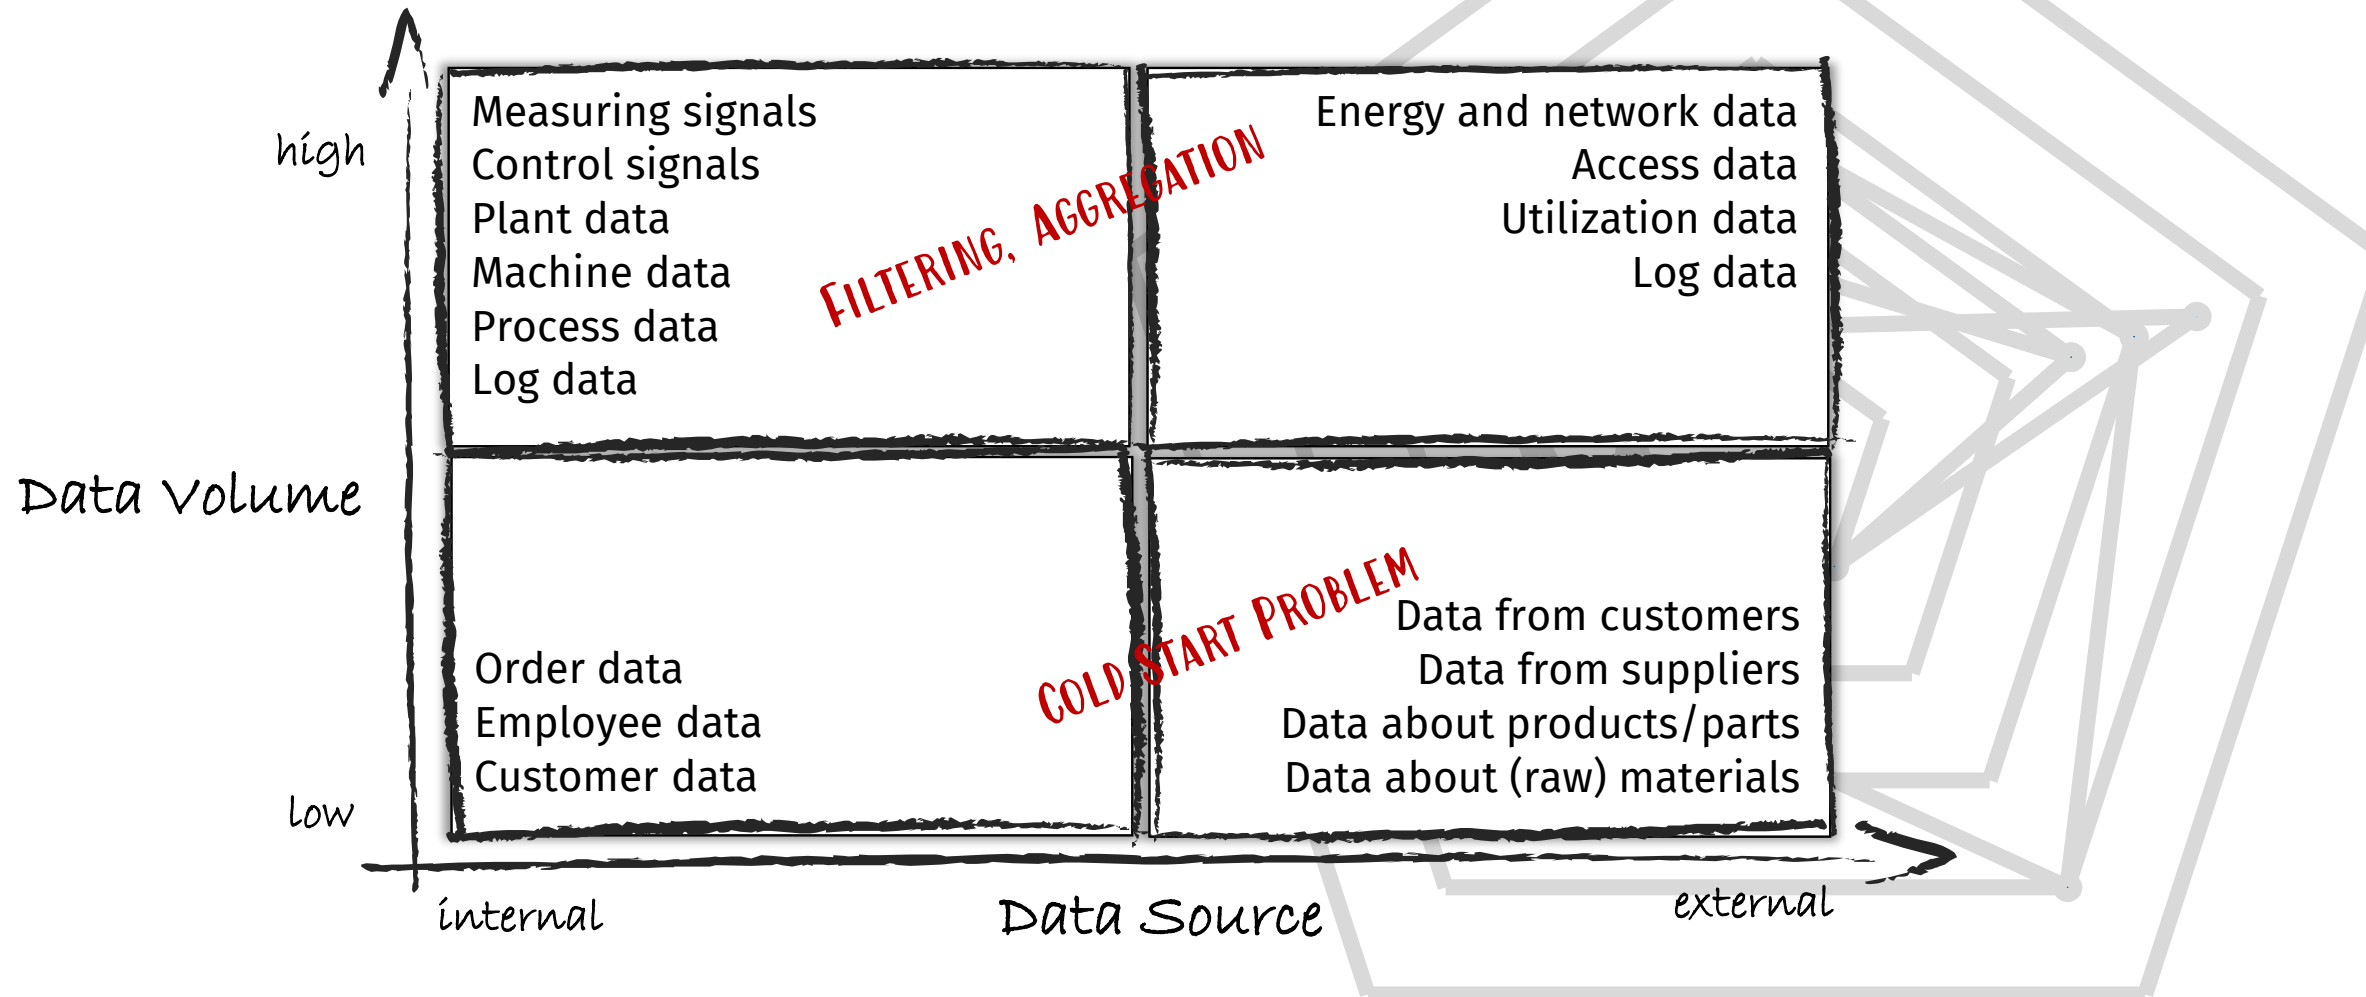 high
Measuring signals
Control signals
Plant data
Machine data
Process data
Log data
Energy and network data
Access data
Utilization data
Log data
Filtering, Aggregation
Data Volume
Order data
Employee data
Customer data
Cold Start Problem
Data from customers
Data from suppliers
Data about products/parts
Data about (raw) materials
low
internal
Data Source
external